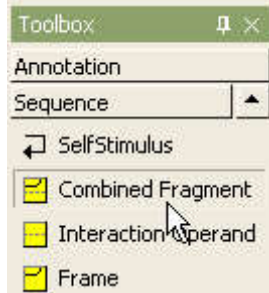 Toolbox
Annotation
Sequence
SelfStimulus
Combined Fragment
Interaction Operand
Frame